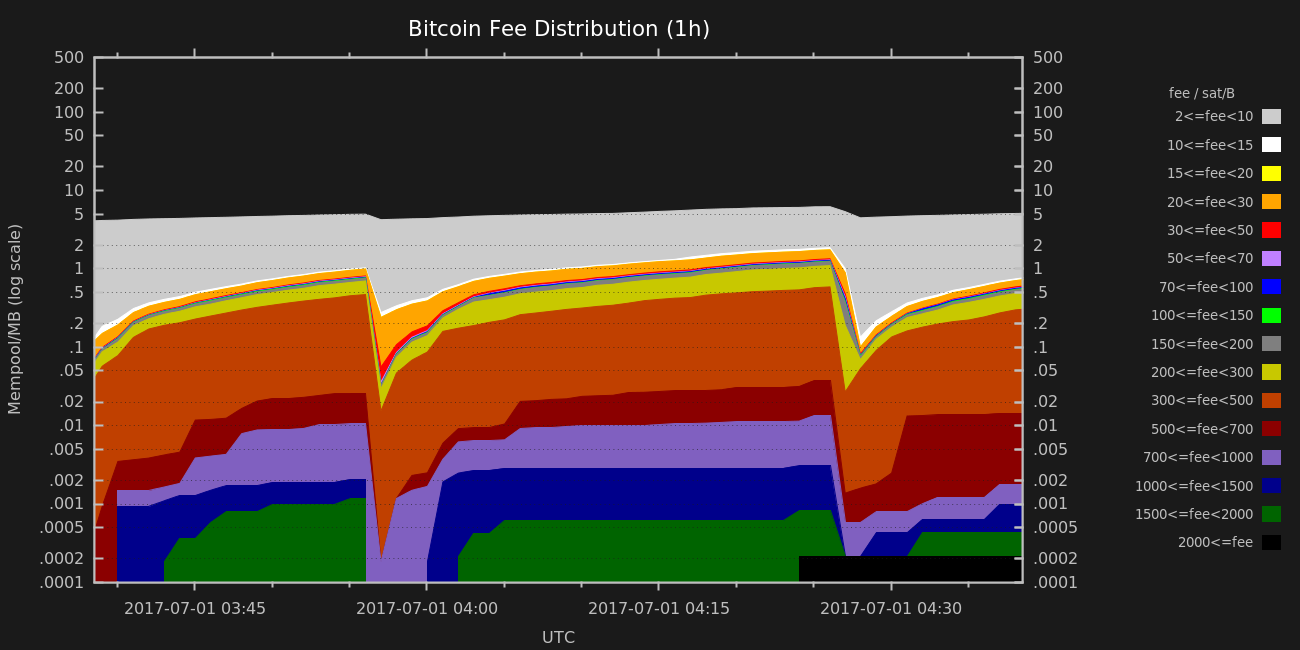 Bitcoin Fee Distribution (1h)
500 500
200 200
100 100
50 50
20 20
10 10
5 5
2 2
1 1
.5 .5
.2 .2
.1 .1
.05 .05
.02 .02
.01 .01
.005 .005
.002 .002
.001 .001
.0005 .0005
.0002 .0002
.0001 .0001
Mempool/MB (log scale)
2017-07-01 03:45 2017-07-01 04:00 2017-07-01 04:15 2017-07-01 04:30
UTC
fee / sat/B
2<=fee<10
10<=fee<15
15<=fee<20
20<=fee<30
30<=fee<50
50<=fee<70
70<=fee<100
100<=fee<150
150<=fee<200
200<=fee<300
300<=fee<500
500<=fee<700
700<=fee<1000
1000<=fee<1500
1500<=fee<2000
2000<=fee